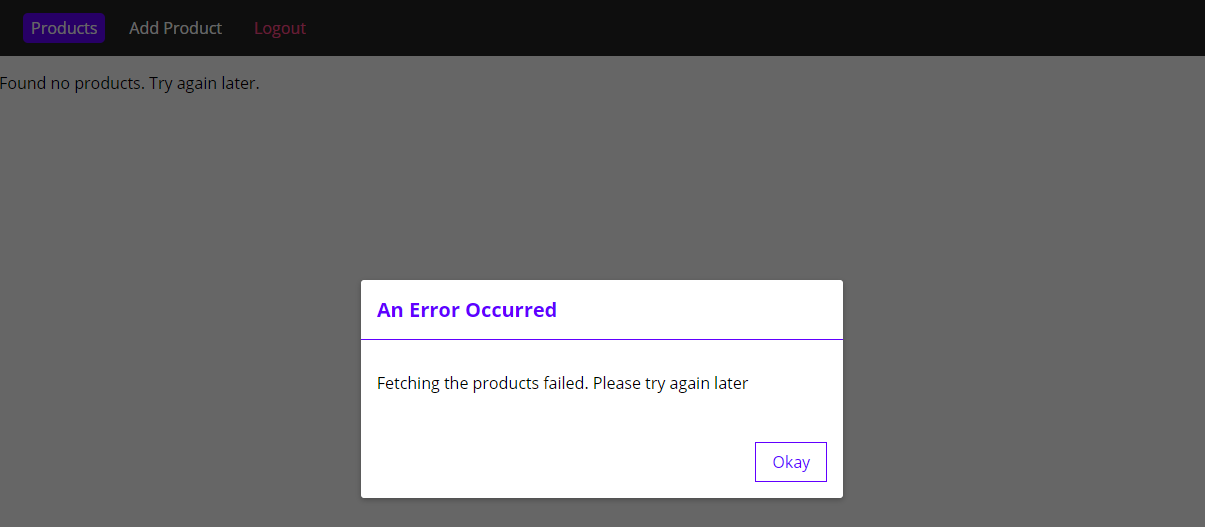 Products Add Product Logout
Found no products. Try again later.
An Error Occurred
Fetching the products failed. Please try again later
Okay